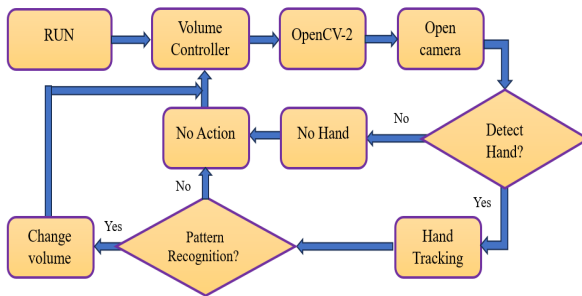 RUN
Volume
Controller
OpenCV-2
Open
camera
No Action
No Hand
No
Detect
Hand?
No
Yes
Change
volume
Yes
Pattern
Recognition?
Hand
Tracking